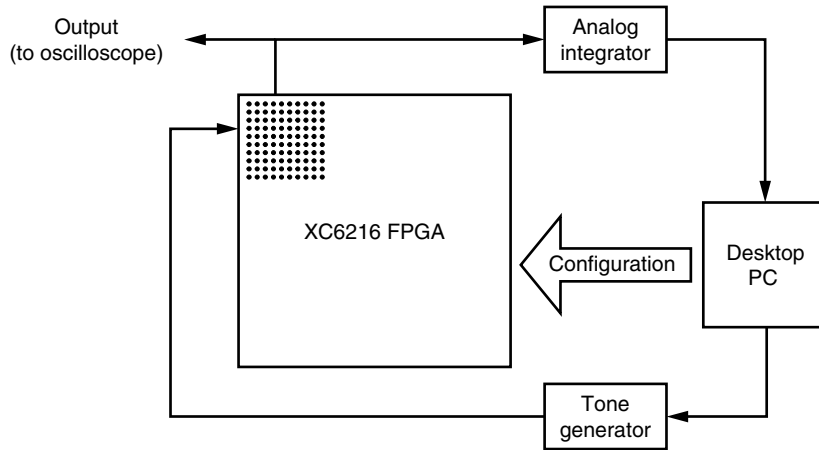 Output
(to oscilloscope)
Analog
integrator
XC6216 FPGA
Configuration
Desktop
PC
Tone
generator